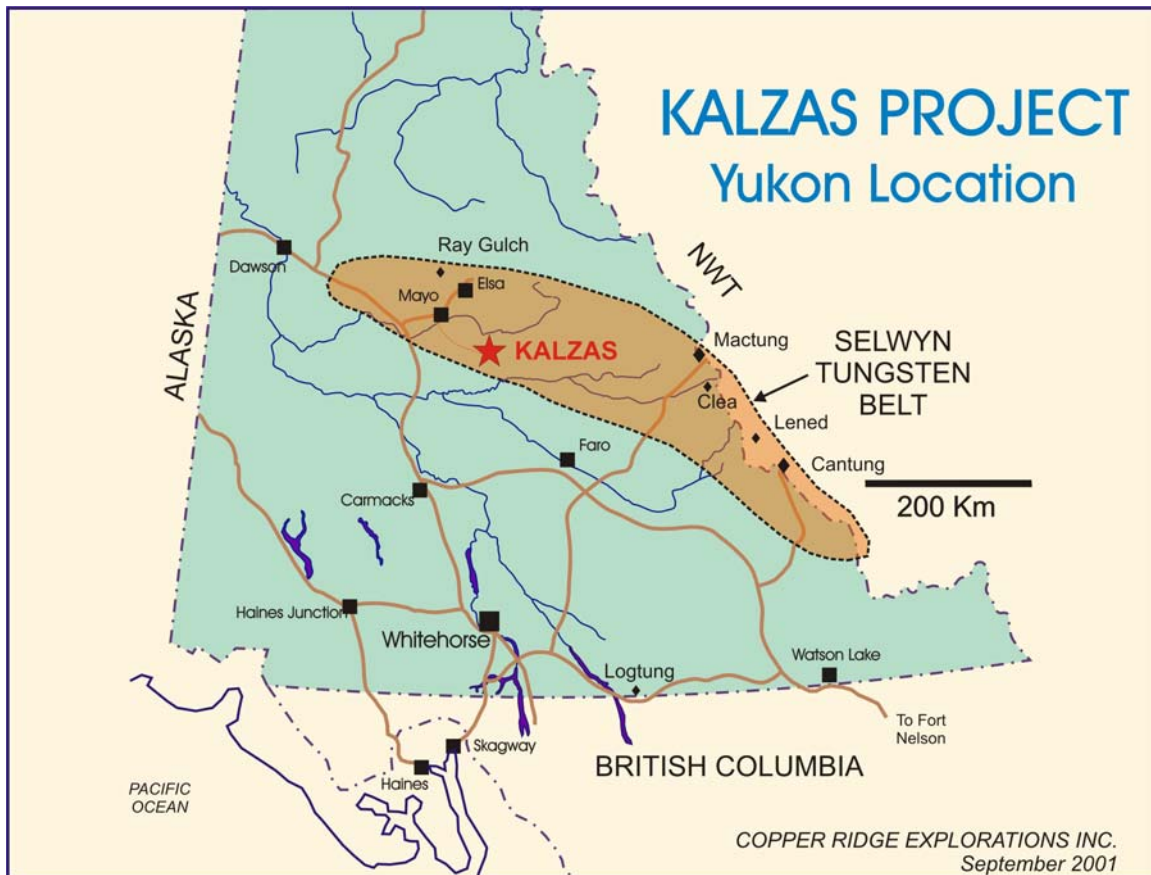 KALZAS PROJECT
Yukon Location
Ray Gulch
Dawson
Elsa
Mayo
NWT
ALASKA
KALZAS
Mactung
SELWYN
TUNGSTEN
BELT
Clea
Lened
Faro
Cantung
Carmacks
200 Km
Haines Junction
Whitehorse
Logtung
Watson Lake
To Fort
Nelson
Skagway
BRITISH COLUMBIA
Haines
PACIFIC
OCEAN
COPPER RIDGE EXPLORATIONS INC.
September 2001